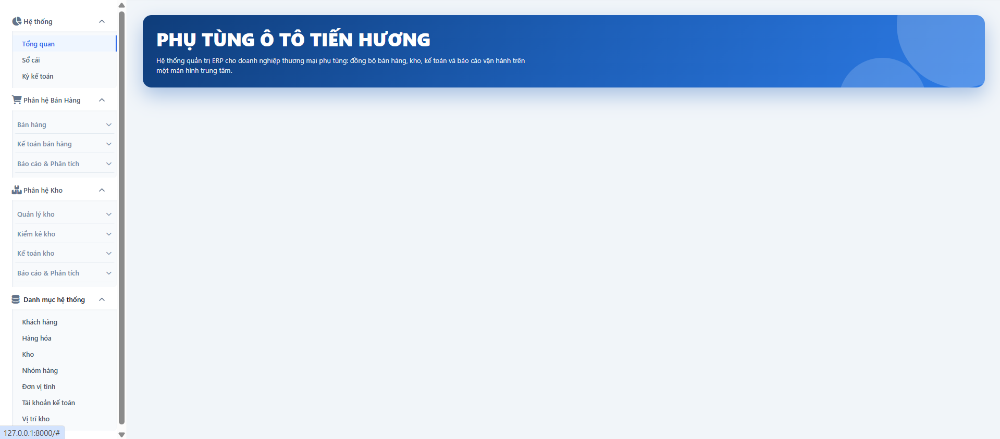 Hệ thống
Tổng quan
Sổ cái
Kỳ kế toán
Phân hệ Bán Hàng
Bán hàng
Kế toán bán hàng
Báo cáo & Phân tích
Phân hệ Kho
Quản lý kho
Kiểm kê kho
Kế toán kho
Báo cáo & Phân tích
Danh mục hệ thống
Khách hàng
Hàng hóa
Kho
Nhóm hàng
Đơn vị tính
Tài khoản kế toán
Vị trí kho
127.0.0.1:8000/#
PHỤ TÙNG Ô TÔ TIẾN HƯƠNG
Hệ thống quản trị ERP cho doanh nghiệp thương mại phụ tùng: đồng bộ bán hàng, kho, kế toán và báo cáo vận hành trên
một màn hình trung tâm.